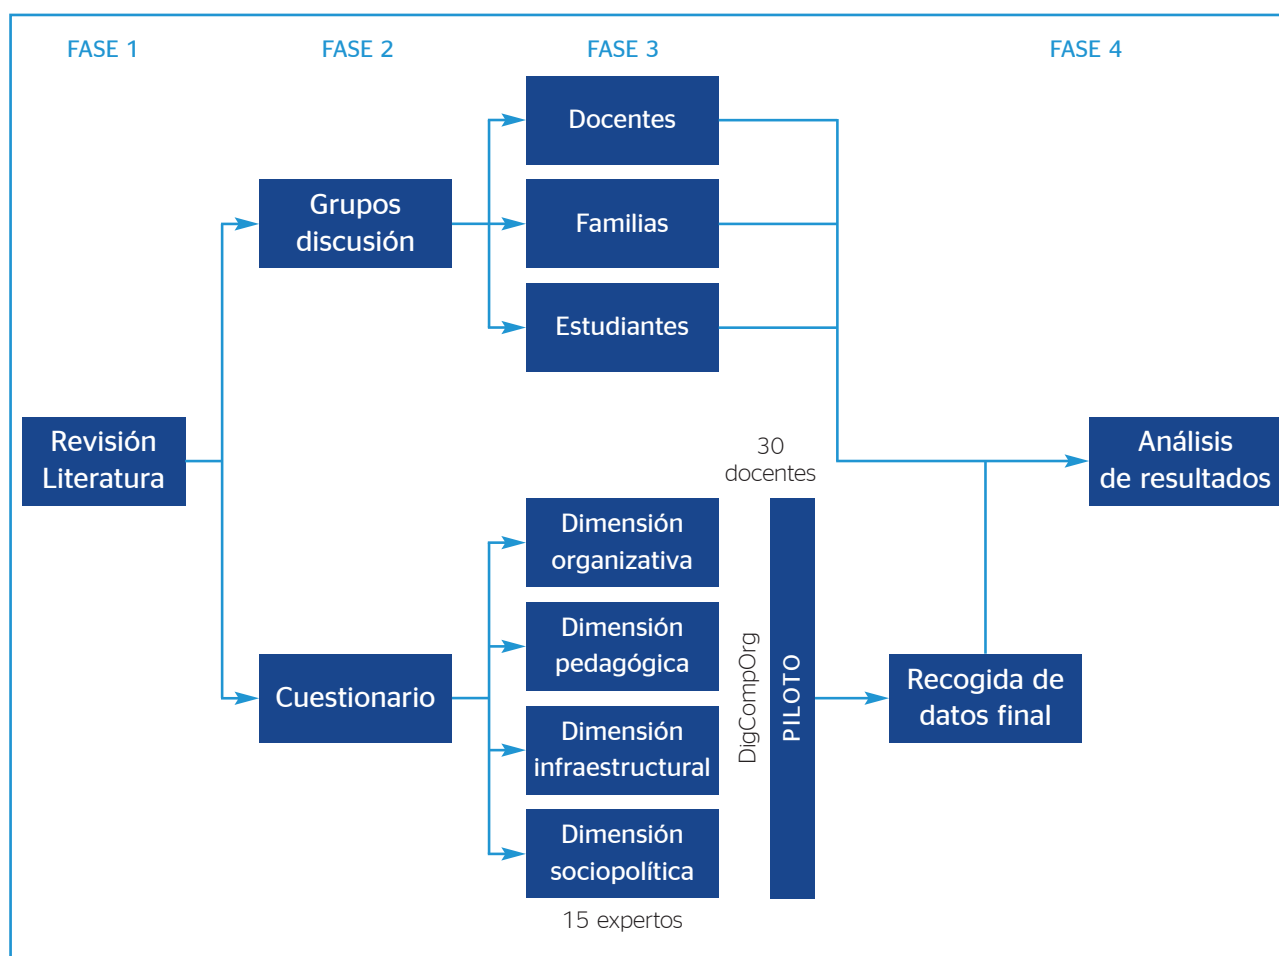 FASE 1
FASE 2
FASE 3
FASE 4
Docentes
Grupos
discusión
Familias
Estudiantes
Revisión
Literatura
Análisis
de resultados
30
docentes
Dimensión
organizativa
Dimensión
pedagógica
Cuestionario
Dimensión
infraestructural
Dimensión
sociopolítica
15 expertos
DigCompOrg
PILOTO
Recogida de
datos final